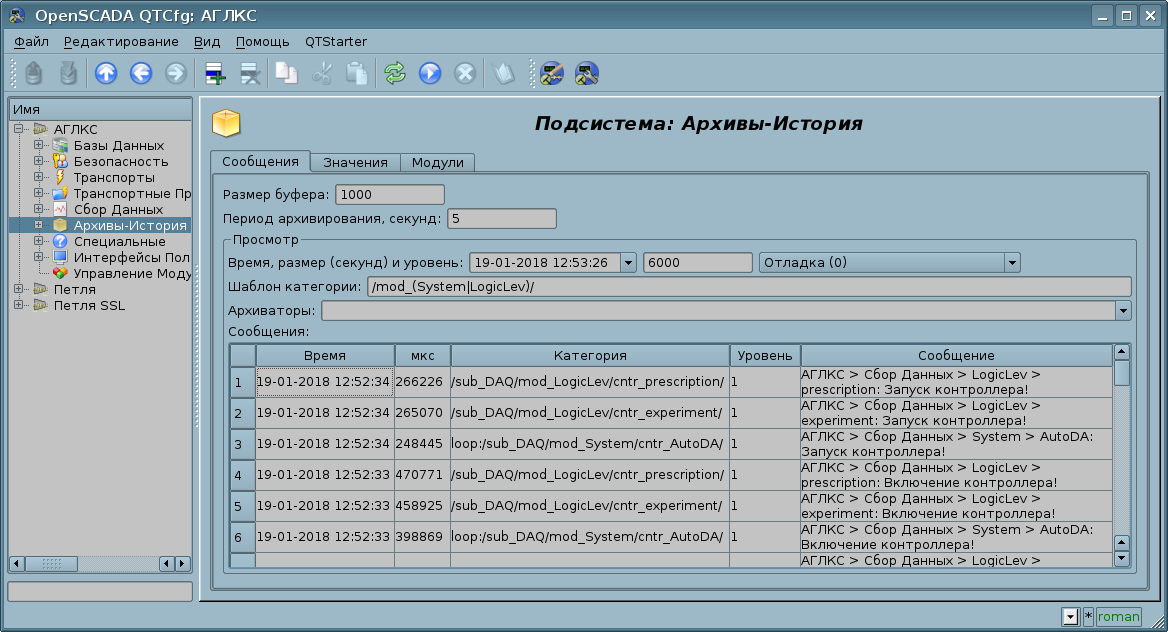 OpenSCADA QTCfg: АГЛКС
Файл Редактирование Вид Помощь QTStarter
Имя
АГЛКС
Базы Данных
Безопасность
Транспорты
Транспортные Пр
Сбор Данных
Архивы-История
Специальные
Интерфейсы Пол
Управление Моду
Петля
Петля SSL
Подсистема: Архивы-История
Сообщения Значения Модули
Размер буфера: 1000
Период архивирования, секунд: 5
Просмотр
Время, размер (секунд) и уровень: 19-01-2018 12:53:26 6000 Отладка (0)
Шаблон категории: /mod_(System|LogicLev)/
Архиваторы:
Сообщения:
Время мкс Категория Уровень Сообщение
1 19-01-2018 12:52:34 266226 /sub_DAQ/mod_LogicLev/cntr_prescription/ 1 АГЛКС > Сбор Данных > LogicLev >
prescription: Запуск контроллера!
2 19-01-2018 12:52:34 265070 /sub_DAQ/mod_LogicLev/cntr_experiment/ 1 АГЛКС > Сбор Данных > LogicLev >
experiment: Запуск контроллера!
3 19-01-2018 12:52:34 248445 loop:/sub_DAQ/mod_System/cntr_AutoDA/ 1 АГЛКС > Сбор Данных > System > AutoDA:
Запуск контроллера!
4 19-01-2018 12:52:33 470771 /sub_DAQ/mod_LogicLev/cntr_prescription/ 1 АГЛКС > Сбор Данных > LogicLev >
prescription: Включение контроллера!
5 19-01-2018 12:52:33 458925 /sub_DAQ/mod_LogicLev/cntr_experiment/ 1 АГЛКС > Сбор Данных > LogicLev >
experiment: Включение контроллера!
6 19-01-2018 12:52:33 398869 loop:/sub_DAQ/mod_System/cntr_AutoDA/ 1 АГЛКС > Сбор Данных > System > AutoDA:
Включение контроллера!
АГЛКС > Сбор Данных > LogicLev >
* roman